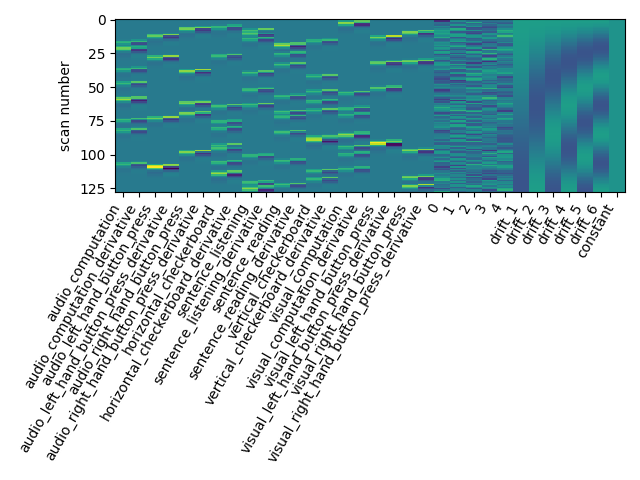 scan number
0
25
50
75
100
125
audio_computation
audio_computation_derivative
audio_left_hand_button_press
audio_left_hand_button_press_derivative
audio_right_hand_button_press
audio_right_hand_button_press_derivative
horizontal_checkerboard
horizontal_checkerboard_derivative
sentence_listening
sentence_listening_derivative
sentence_reading
sentence_reading_derivative
vertical_checkerboard
vertical_checkerboard_derivative
visual_computation
visual_computation_derivative
visual_left_hand_button_press
visual_left_hand_button_press_derivative
visual_right_hand_button_press
visual_right_hand_button_press_derivative
0
1
2
3
4
drift_1
drift_2
drift_3
drift_4
drift_5
drift_6
constant